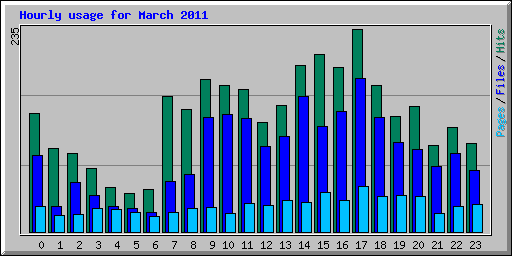 Hourly usage for March 2011
235
Pages / Files / Hits
0 1 2 3 4 5 6 7 8 9 10 11 12 13 14 15 16 17 18 19 20 21 22 23